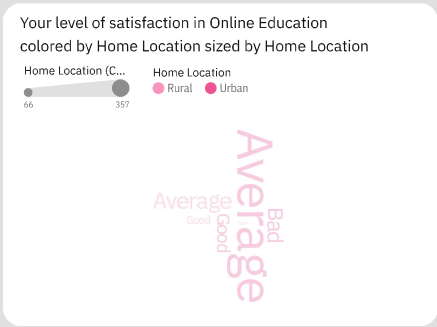 Your level of satisfaction in Online Education
colored by Home Location sized by Home Location
Home Location (C...
Home Location
66
357
Rural
Urban
Average
Average
Good
Good
Bad